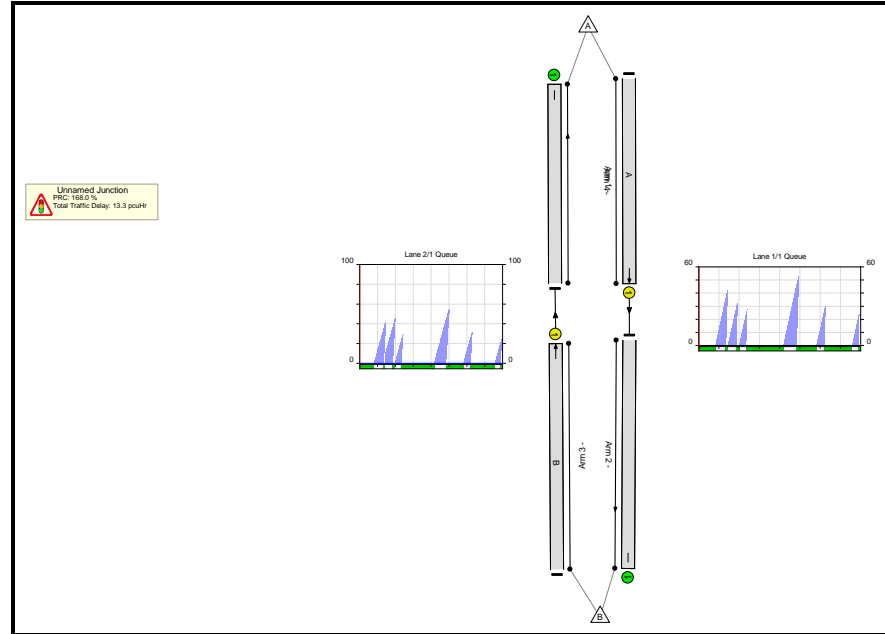 A
Unnamed Junction
PRC: 168.0 %
Total Traffic Delay: 13.3 pcuHr
A
Lane 2/1 Queue
100
100
0
0
Lane 1/1 Queue
60
60
0
0
B
Arm 3 -
Arm 2 -
B